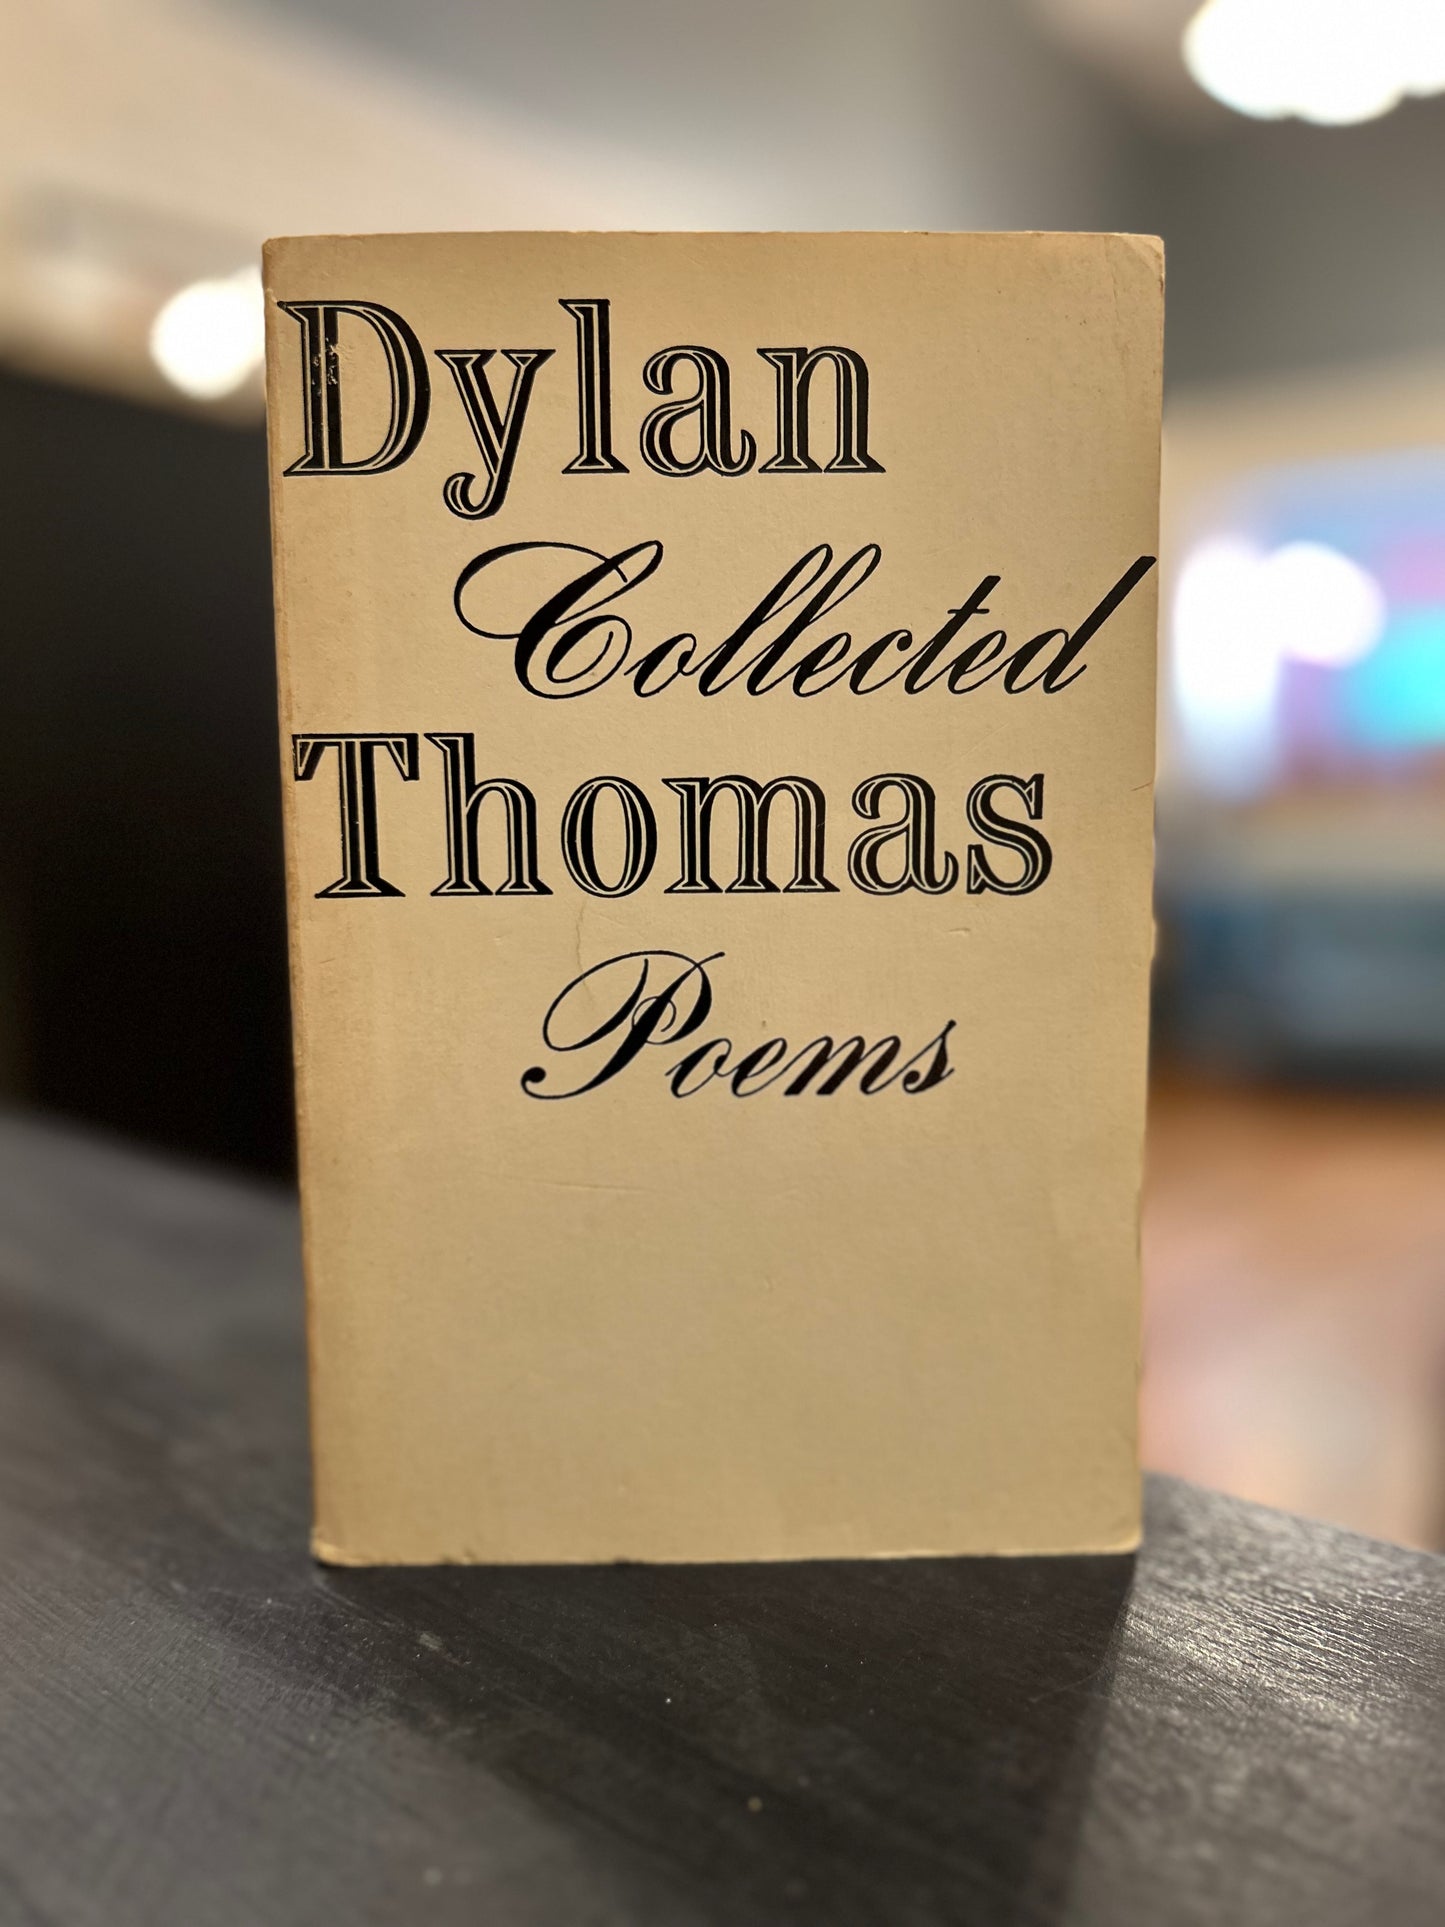 Dylan
Collected
Thomas
Poems